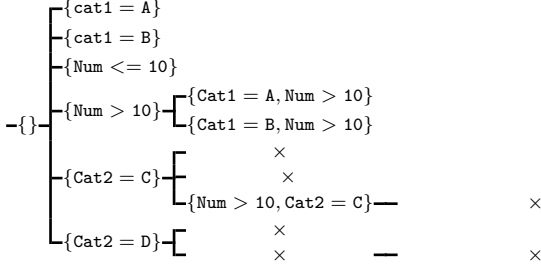 {cat1 = A}
{cat1 = B}
{Num <= 10}
{Cat1 = A, Num > 10}
{Num > 10}
{}
{Cat1 = B, Num > 10}
×
{Cat2 = C}
×
{Num > 10, Cat2 = C} ×
×
{Cat2 = D}
× ×